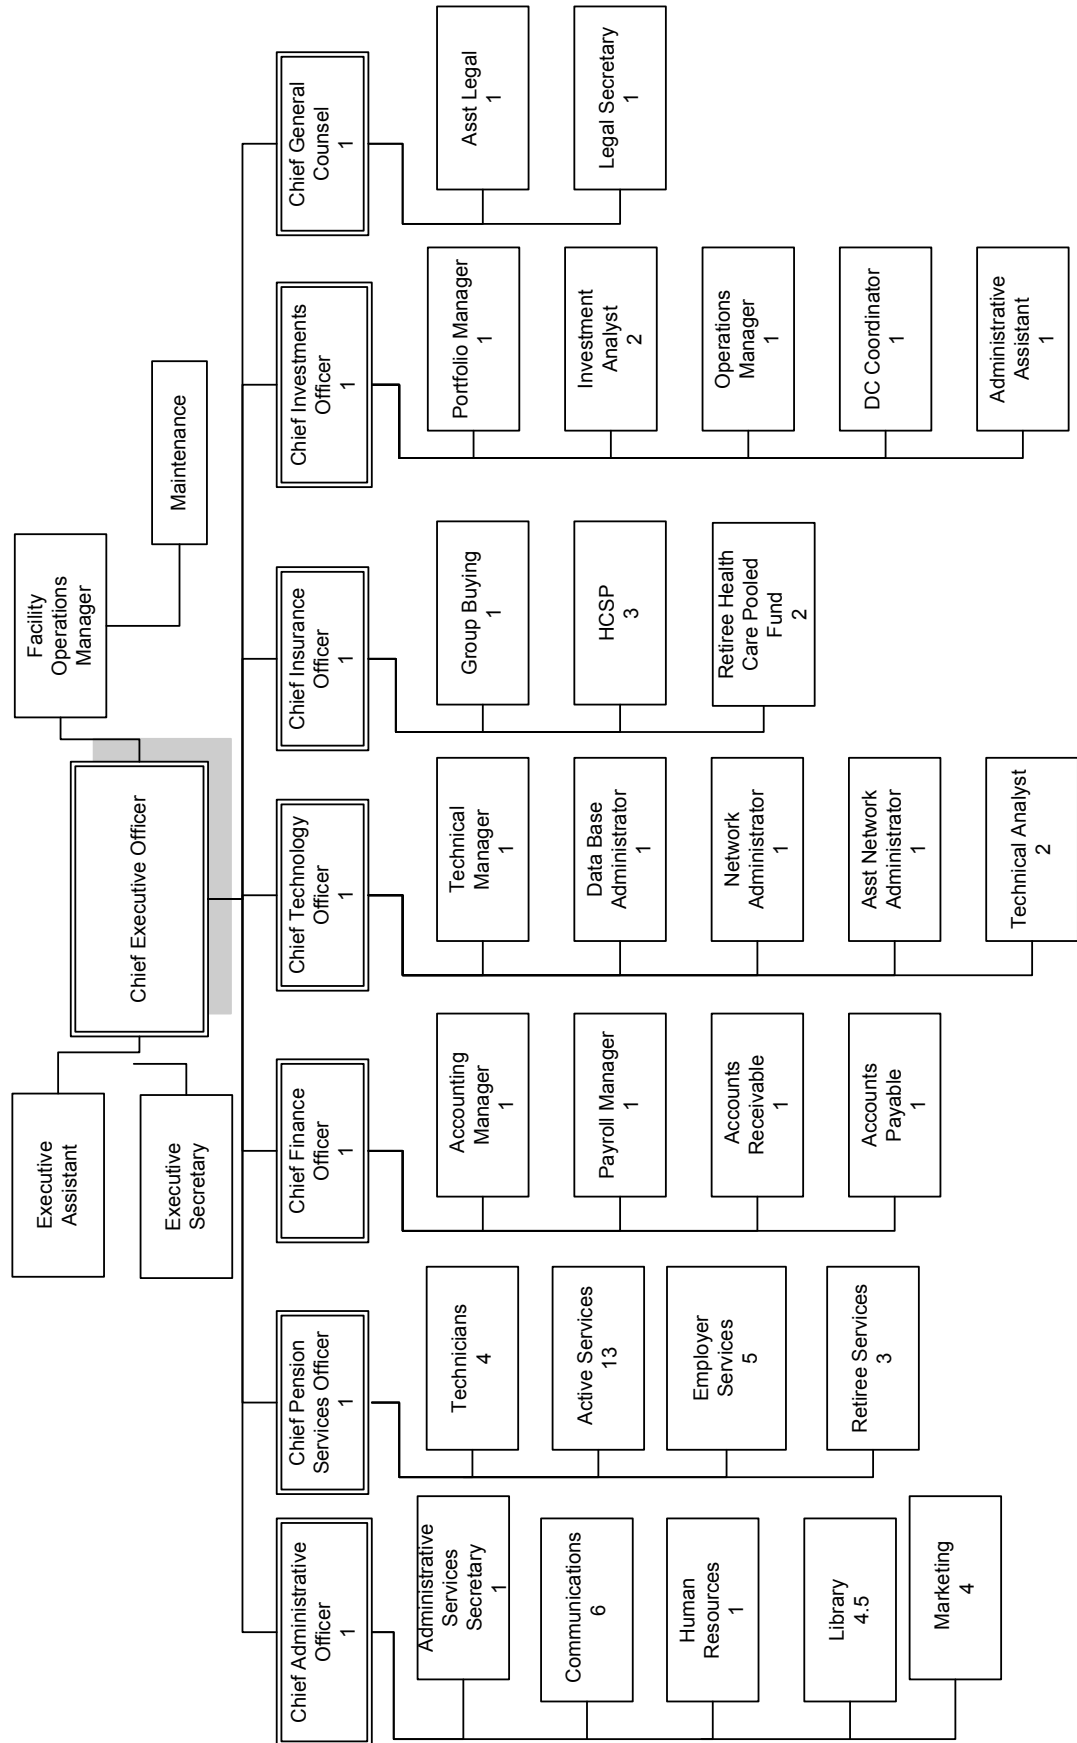 Executive
Assistant
Executive
Secretary
Chief Executive Officer
Facility
Operations
Manager
Maintenance
Chief Administrative
Officer
1
Administrative
Services
Secretary
1
Communications
6
Human
Resources
1
Library
4.5
Marketing
4
Chief Pension
Services Officer
1
Technicians
4
Active Services
13
Employer
Services
5
Retiree Services
3
Chief Finance
Officer
1
Accounting
Manager
1
Payroll Manager
1
Accounts
Receivable
1
Accounts
Payable
1
Chief Technology
Officer
1
Technical
Manager
1
Data Base
Administrator
1
Network
Administrator
1
Asst Network
Administrator
1
Technical Analyst
2
Chief Insurance
Officer
1
Group Buying
1
HCSP
3
Retiree Health
Care Pooled
Fund
2
Chief Investments
Officer
1
Portfolio Manager
1
Investment
Analyst
2
Operations
Manager
1
DC Coordinator
1
Administrative
Assistant
1
Chief General
Counsel
1
Asst Legal
1
Legal Secretary
1